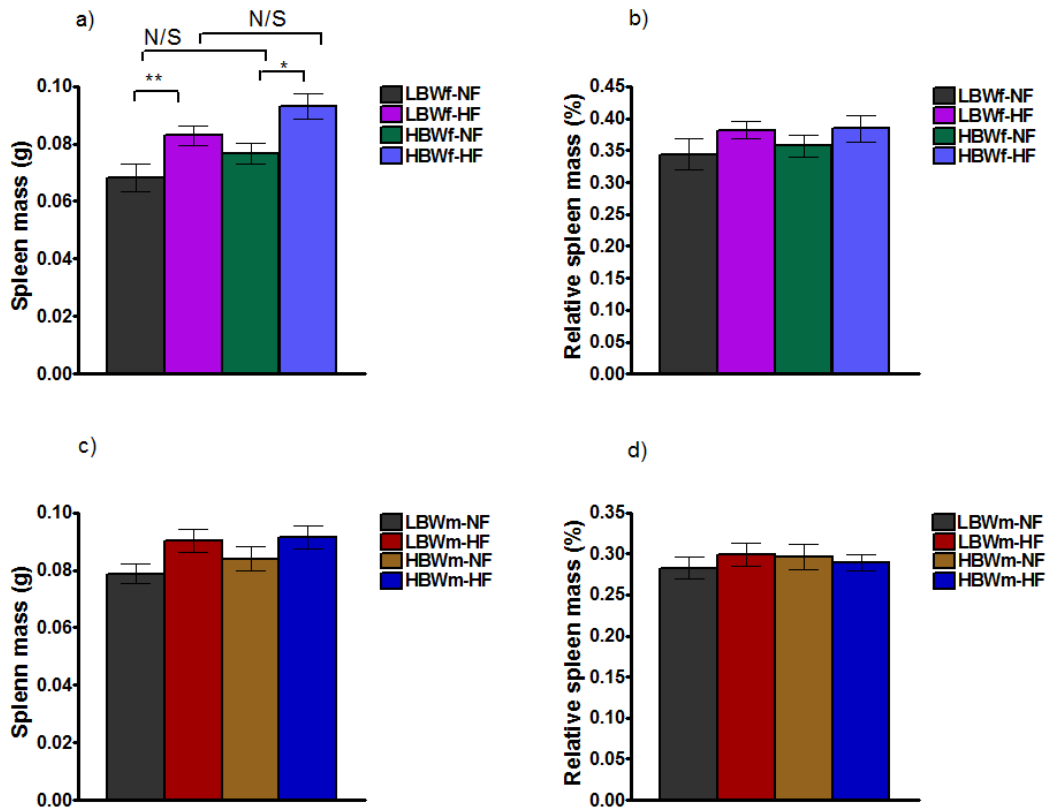 a)
N/S
N/S
**
*
Spleen mass (g)
0.10
0.08
0.06
0.04
0.02
0.00
LBWf-NF
LBWf-HF
HBWf-NF
HBWf-HF
b)
Relative spleen mass (%)
0.45
0.40
0.35
0.30
0.25
0.20
0.15
0.10
0.05
0.00
LBWf-NF
LBWf-HF
HBWf-NF
HBWf-HF
c)
Splenn mass (g)
0.10
0.08
0.06
0.04
0.02
0.00
LBWm-NF
LBWm-HF
HBWm-NF
HBWm-HF
d)
Relative spleen mass (%)
0.35
0.30
0.25
0.20
0.15
0.10
0.05
0.00
LBWm-NF
LBWm-HF
HBWm-NF
HBWm-HF